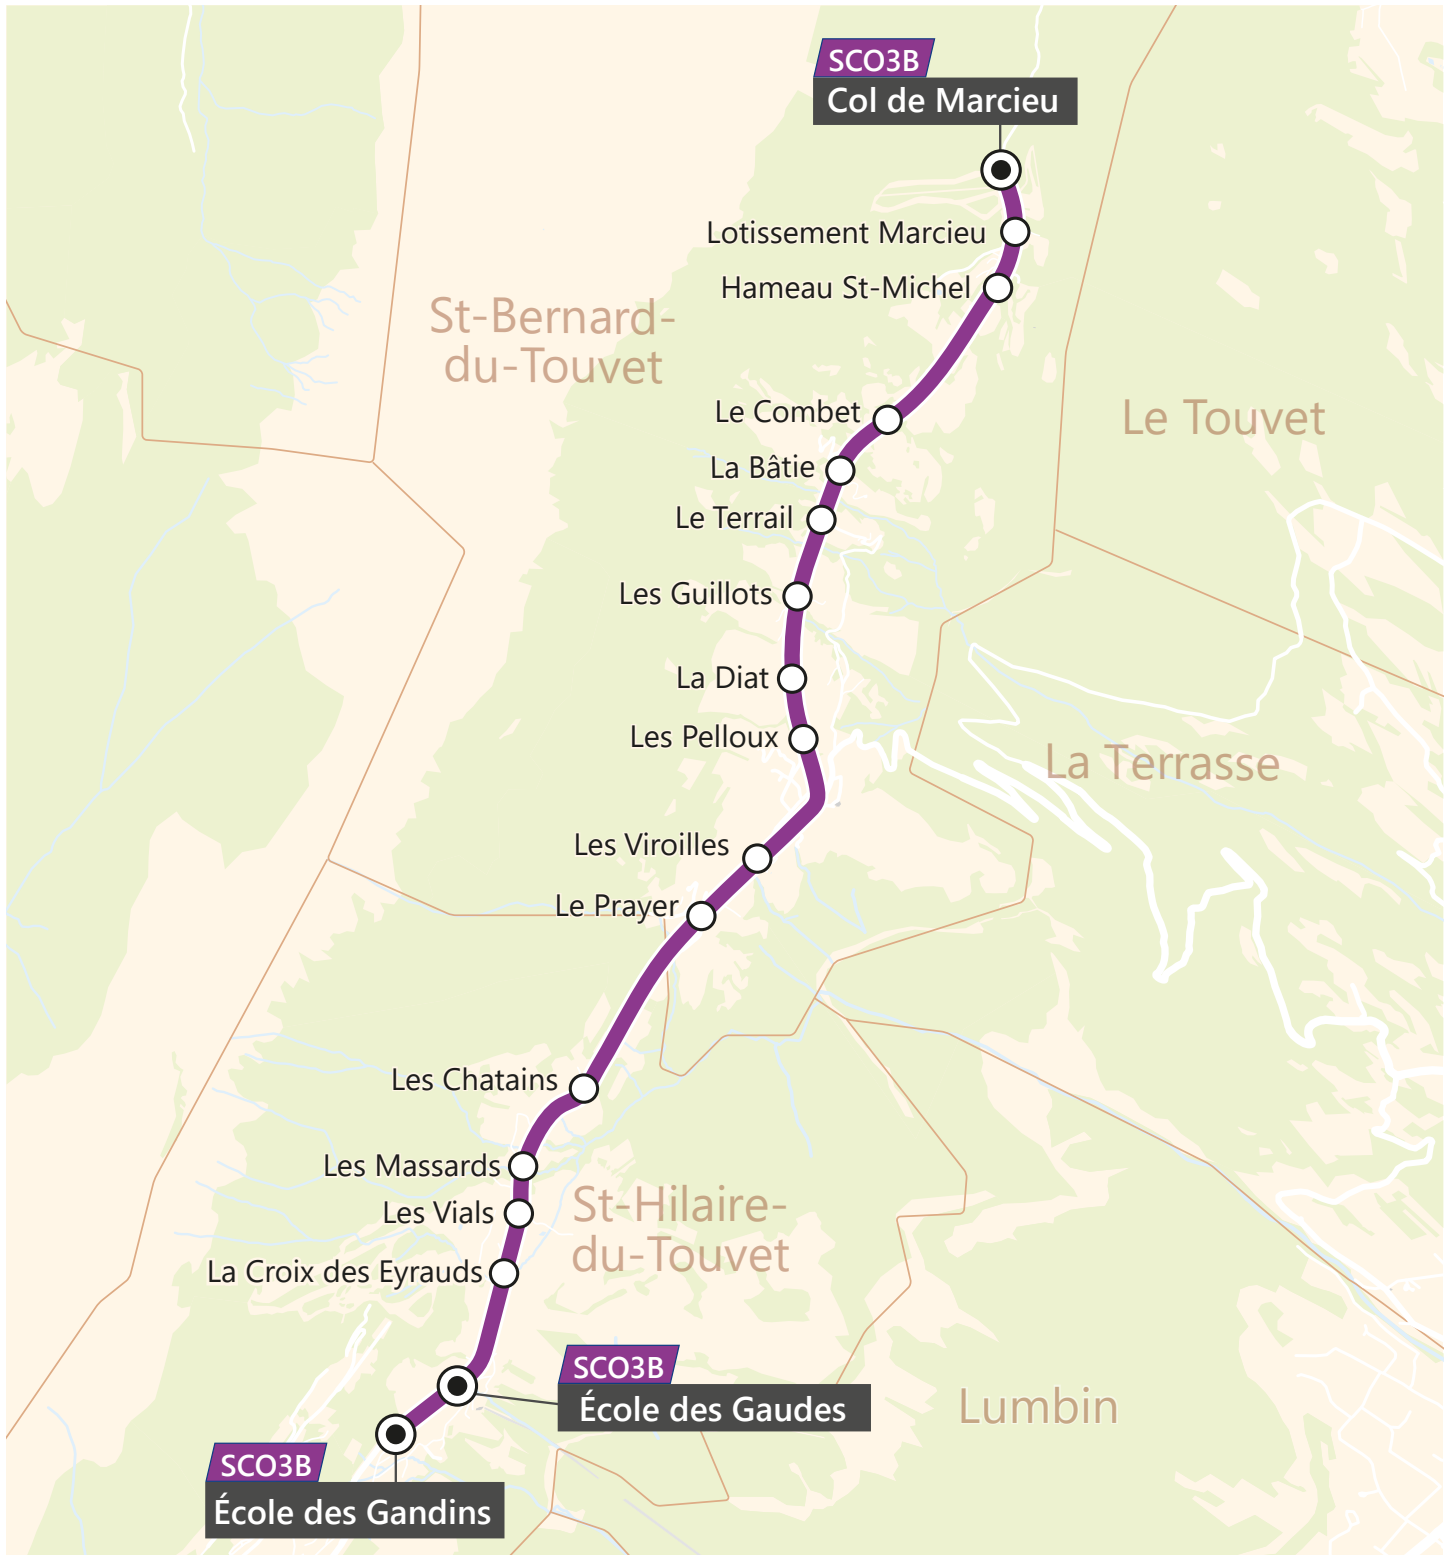 SCO3B
Col de Marcieu
Lotissement Marcieu
Hameau St-Michel
St-Bernard-
du-Touvet
Le Combet
Le Touvet
La Bâtie
Le Terrail
Les Guillots
La Diat
Les Pelloux
La Terrasse
Les Viroilles
Le Prayer
Les Chatains
Les Massards
St-Hilaire-
du-Touvet
Les Vials
La Croix des Eyrauds
SCO3B
École des Gaudes
Lumbin
SCO3B
École des Gandins